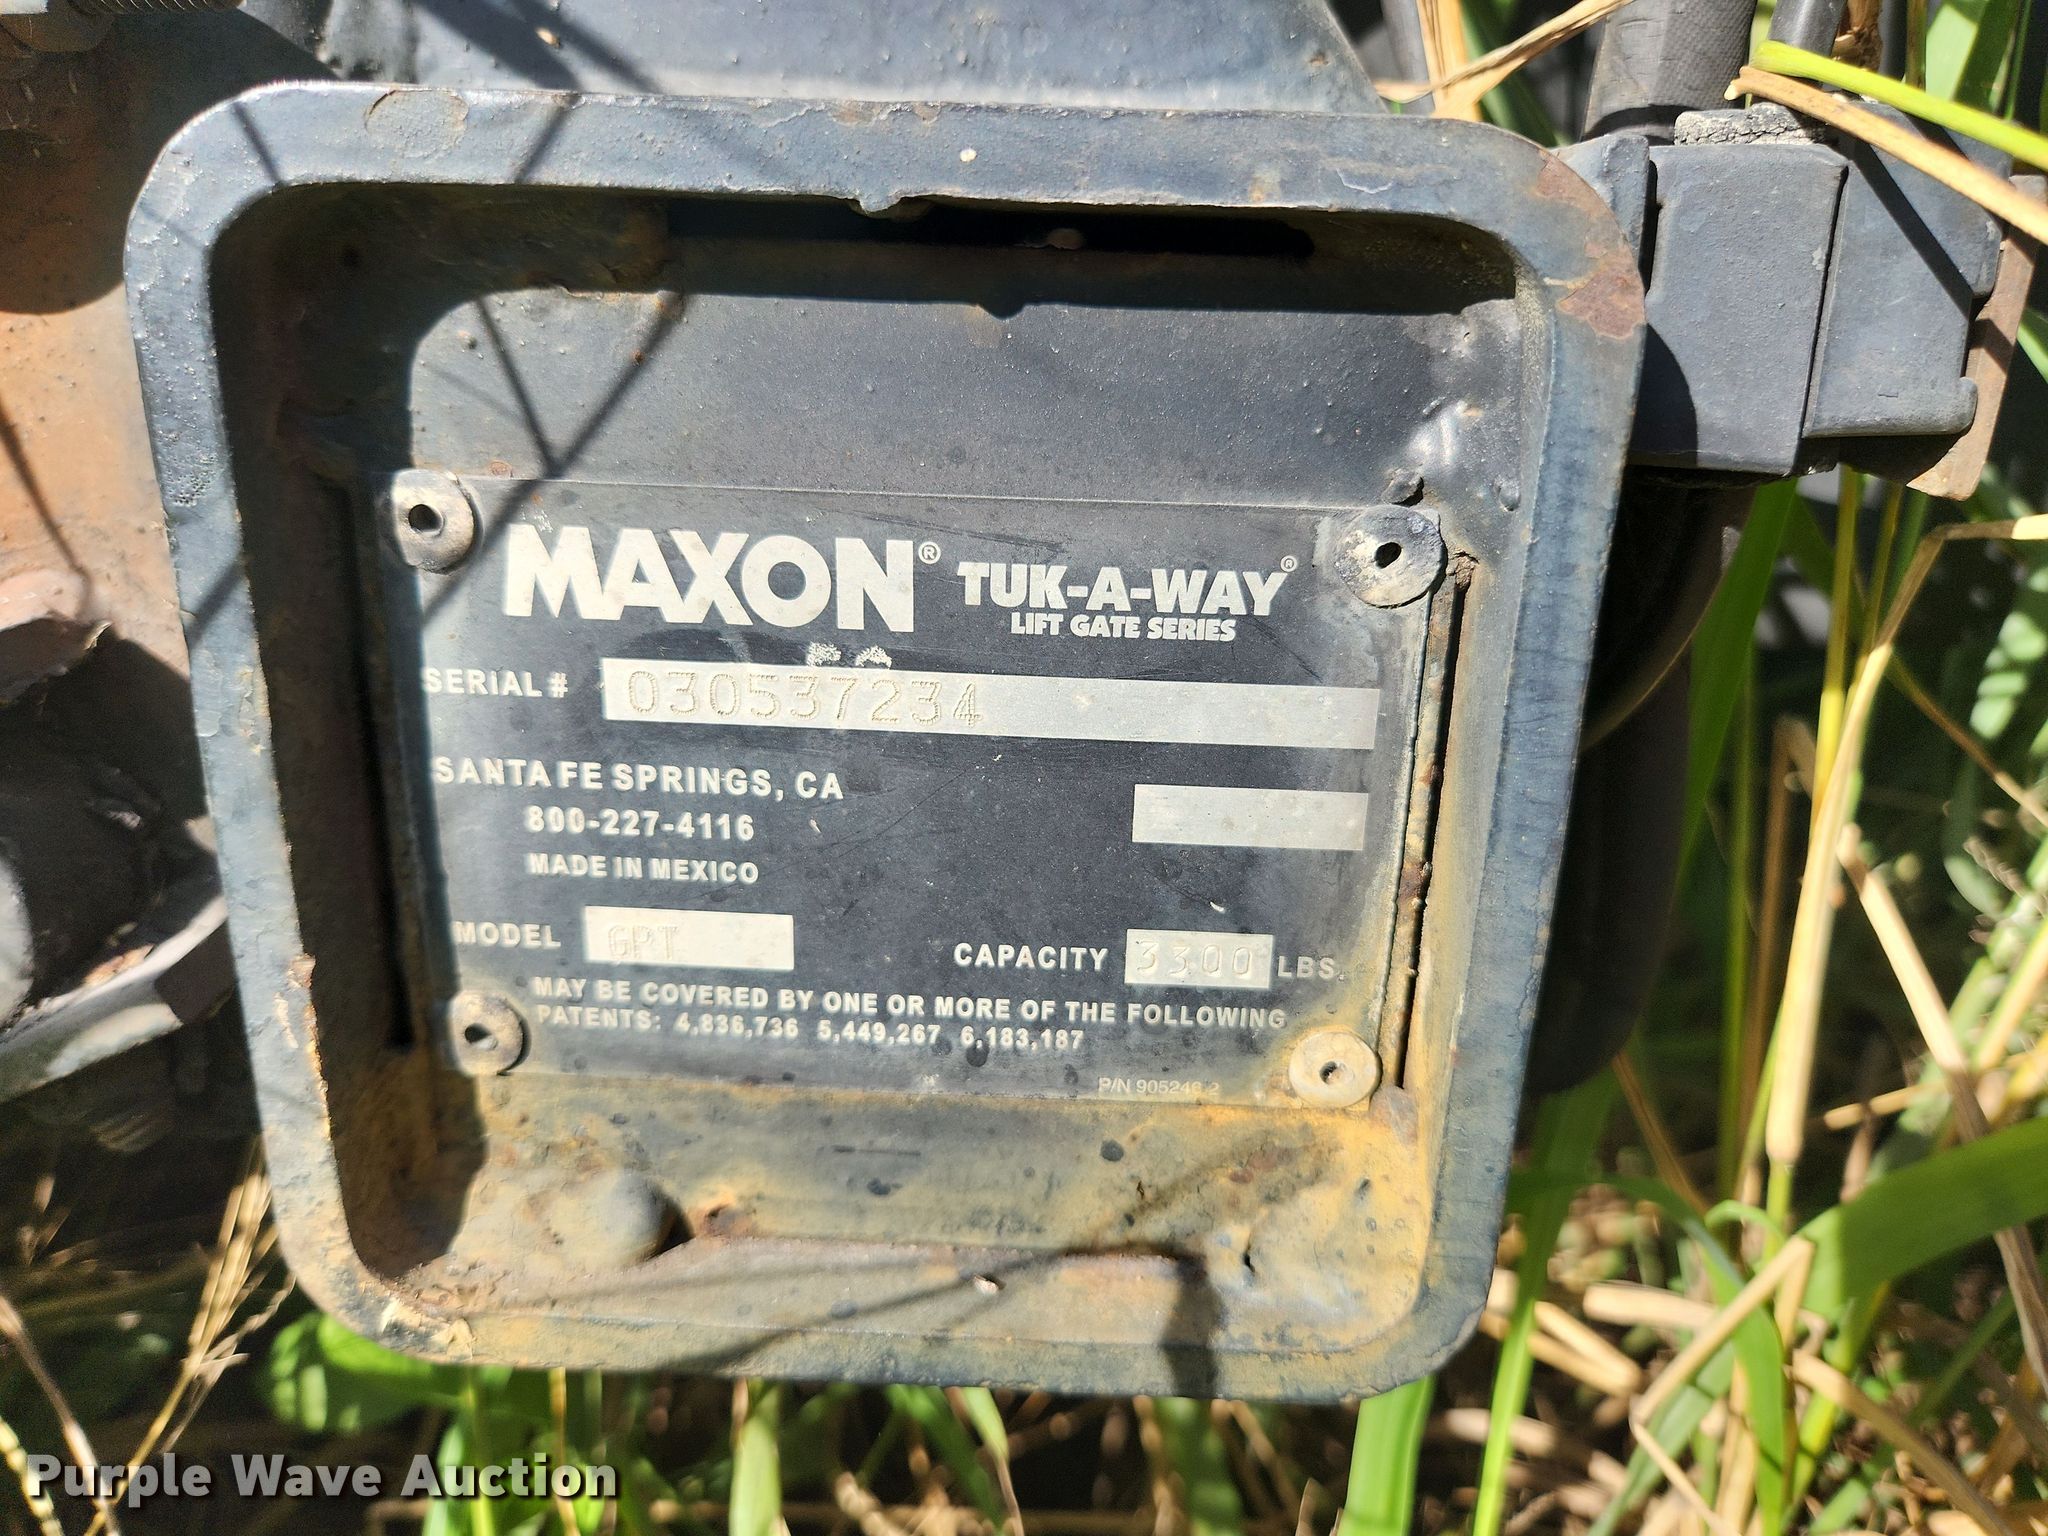 MAXON® TUK-A-WAY®
LIFT GATE SERIES
SERIAL # 030537234
SANTA FE SPRINGS, CA
800-227-4116
MADE IN MEXICO
MODEL GPT CAPACITY 3300 LBS.
MAY BE COVERED BY ONE OR MORE OF THE FOLLOWING
PATENTS: 4,836,736 5,449,267 6,183,187
P/N 905246-2
Purple Wave Auction